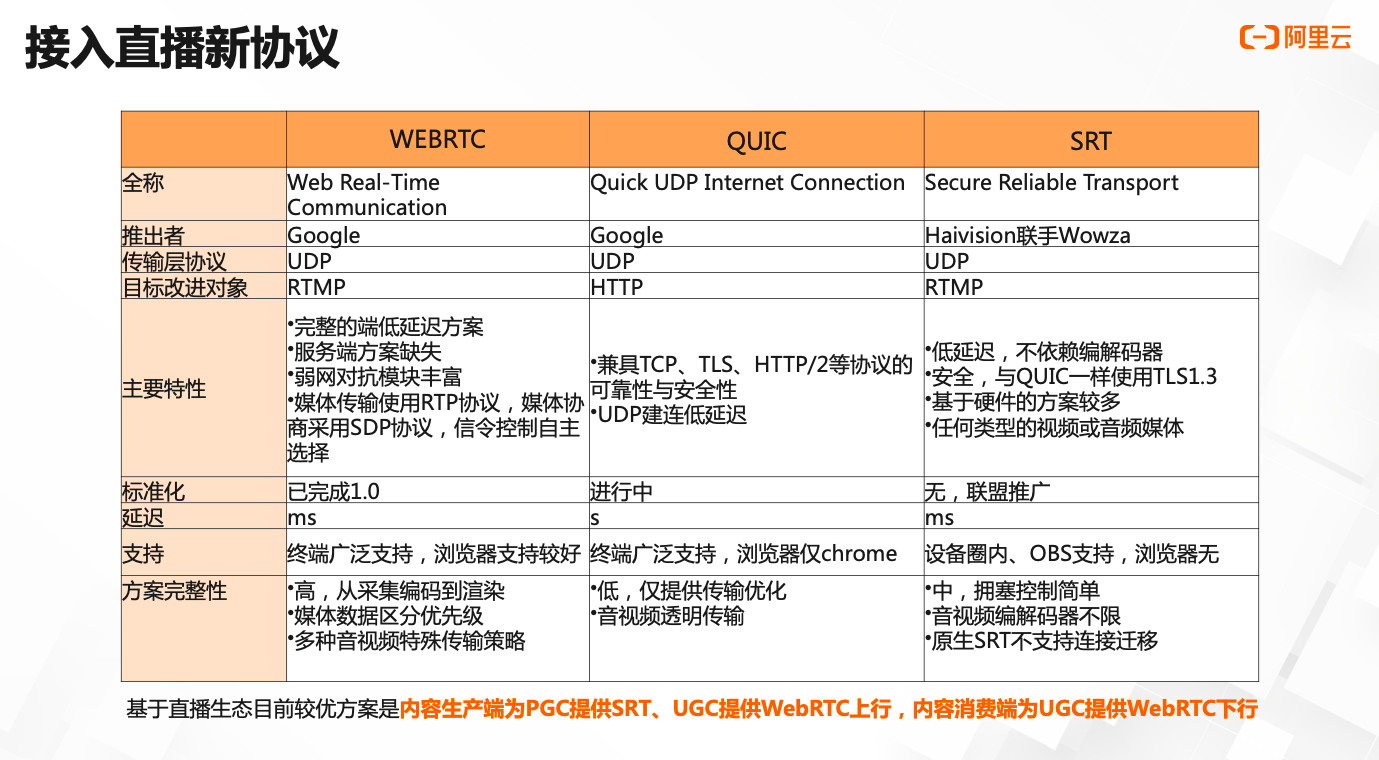 接入直播新协议
阿里云
WEBRTC
QUIC
SRT
全称
Web Real-Time
Communication
Quick UDP Internet Connection
Secure Reliable Transport
推出者
Google
Google
Haivision联手Wowza
传输层协议
UDP
UDP
UDP
目标改进对象
RTMP
HTTP
RTMP
主要特性
•完整的端低延迟方案
•服务端方案缺失
•弱网对抗模块丰富
•媒体传输使用RTP协议，媒体协
商采用SDP协议，信令控制自主
选择
•兼具TCP、TLS、HTTP/2等协议的
可靠性与安全性
•UDP建连低延迟
•低延迟，不依赖编解码器
•安全，与QUIC一样使用TLS1.3
•基于硬件的方案较多
•任何类型的视频或音频媒体
标准化
已完成1.0
进行中
无，联盟推广
延迟
ms
s
ms
支持
终端广泛支持，浏览器支持较好
终端广泛支持，浏览器仅chrome
设备圈内、OBS支持，浏览器无
方案完整性
•高，从采集编码到渲染
•媒体数据区分优先级
•多种音视频特殊传输策略
•低，仅提供传输优化
•音视频透明传输
•中，拥塞控制简单
•音视频编解码器不限
•原生SRT不支持连接迁移
基于直播生态目前较优方案是内容生产端为PGC提供SRT、UGC提供WebRTC上行，内容消费端为UGC提供WebRTC下行